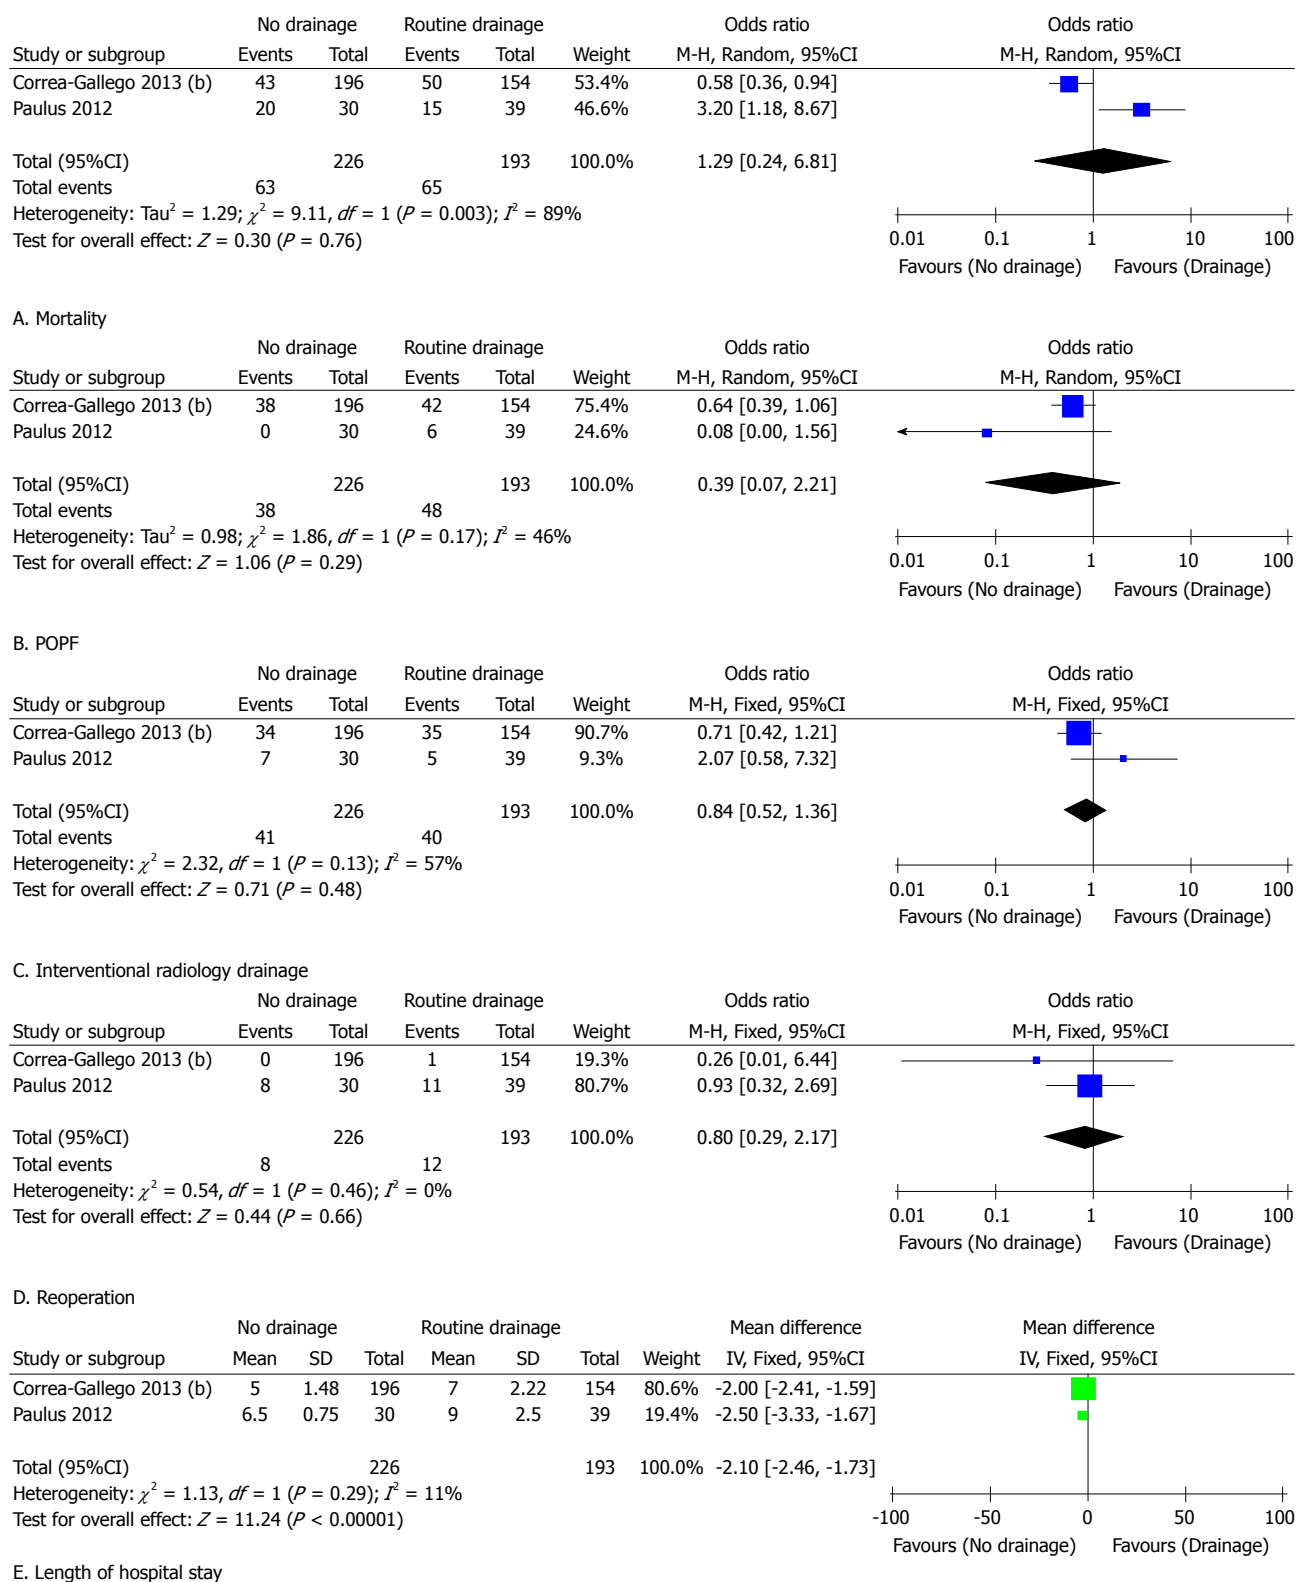 No drainage Routine drainage Odds ratio Odds ratio
Study or subgroup Events Total Events Total Weight M-H, Random, 95%CI M-H, Random, 95%CI
Correa-Gallego 2013 (b) 43 196 50 154 53.4% 0.58 [0.36, 0.94]
Paulus 2012 20 30 15 39 46.6% 3.20 [1.18, 8.67]
Total (95%CI) 226 193 100.0% 1.29 [0.24, 6.81]
Total events 63 65
Heterogeneity: Tau² = 1.29; χ² = 9.11, df = 1 (P = 0.003); I² = 89%
Test for overall effect: Z = 0.30 (P = 0.76)
0.01 0.1 1 10 100
Favours (No drainage) Favours (Drainage)
A. Mortality
No drainage Routine drainage Odds ratio Odds ratio
Study or subgroup Events Total Events Total Weight M-H, Random, 95%CI M-H, Random, 95%CI
Correa-Gallego 2013 (b) 38 196 42 154 75.4% 0.64 [0.39, 1.06]
Paulus 2012 0 30 6 39 24.6% 0.08 [0.00, 1.56]
Total (95%CI) 226 193 100.0% 0.39 [0.07, 2.21]
Total events 38 48
Heterogeneity: Tau² = 0.98; χ² = 1.86, df = 1 (P = 0.17); I² = 46%
Test for overall effect: Z = 1.06 (P = 0.29)
0.01 0.1 1 10 100
Favours (No drainage) Favours (Drainage)
B. POPF
No drainage Routine drainage Odds ratio Odds ratio
Study or subgroup Events Total Events Total Weight M-H, Fixed, 95%CI M-H, Fixed, 95%CI
Correa-Gallego 2013 (b) 34 196 35 154 90.7% 0.71 [0.42, 1.21]
Paulus 2012 7 30 5 39 9.3% 2.07 [0.58, 7.32]
Total (95%CI) 226 193 100.0% 0.84 [0.52, 1.36]
Total events 41 40
Heterogeneity: χ² = 2.32, df = 1 (P = 0.13); I² = 57%
Test for overall effect: Z = 0.71 (P = 0.48)
0.01 0.1 1 10 100
Favours (No drainage) Favours (Drainage)
C. Interventional radiology drainage
No drainage Routine drainage Odds ratio Odds ratio
Study or subgroup Events Total Events Total Weight M-H, Fixed, 95%CI M-H, Fixed, 95%CI
Correa-Gallego 2013 (b) 0 196 1 154 19.3% 0.26 [0.01, 6.44]
Paulus 2012 8 30 11 39 80.7% 0.93 [0.32, 2.69]
Total (95%CI) 226 193 100.0% 0.80 [0.29, 2.17]
Total events 8 12
Heterogeneity: χ² = 0.54, df = 1 (P = 0.46); I² = 0%
Test for overall effect: Z = 0.44 (P = 0.66)
0.01 0.1 1 10 100
Favours (No drainage) Favours (Drainage)
D. Reoperation
No drainage Routine drainage Mean difference Mean difference
Study or subgroup Mean SD Total Mean SD Total Weight IV, Fixed, 95%CI IV, Fixed, 95%CI
Correa-Gallego 2013 (b) 5 1.48 196 7 2.22 154 80.6% -2.00 [-2.41, -1.59]
Paulus 2012 6.5 0.75 30 9 2.5 39 19.4% -2.50 [-3.33, -1.67]
Total (95%CI) 226 193 100.0% -2.10 [-2.46, -1.73]
Heterogeneity: χ² = 1.13, df = 1 (P = 0.29); I² = 11%
Test for overall effect: Z = 11.24 (P < 0.00001)
-100 -50 0 50 100
Favours (No drainage) Favours (Drainage)
E. Length of hospital stay